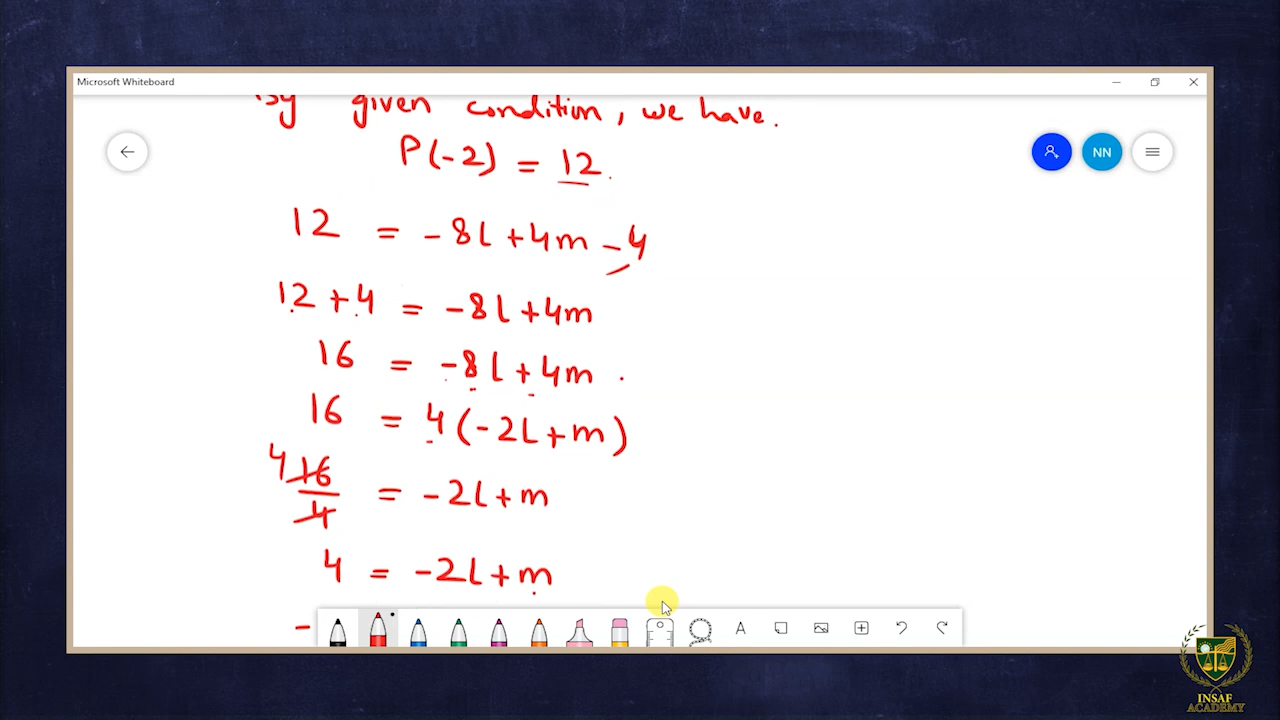 Microsoft Whiteboard
By given condition, we have.
P(-2) = 12.
NN
12 = -8l + 4m - 4
12 + 4 = -8l + 4m
16 = -8l + 4m .
16 = 4(-2l + m)
4 16/4 = -2l + m
4 = -2l + m
-
A
INSAF
ACADEMY